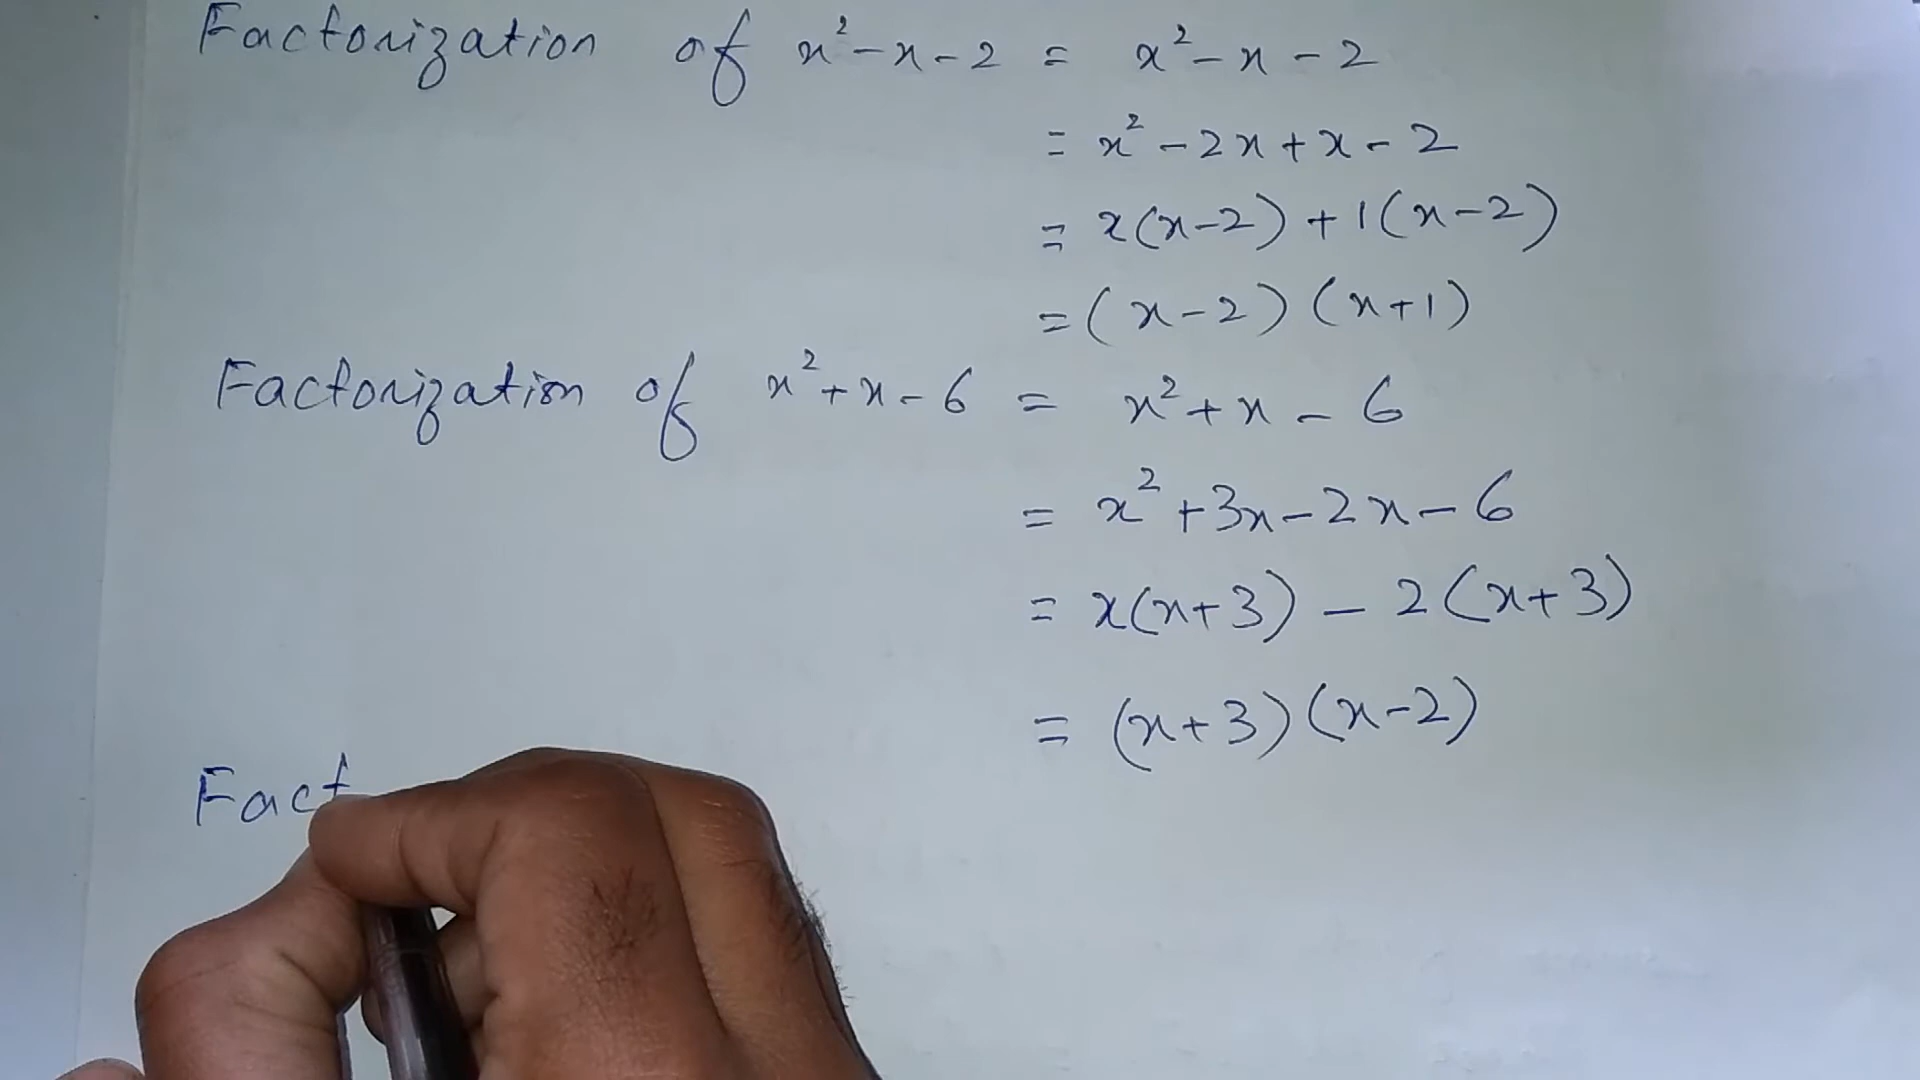 Factorization of x²-x-2 = x²-x-2
= x²-2x+x-2
= x(x-2)+1(x-2)
=(x-2)(x+1)
Factorization of x²+x-6 = x²+x-6
= x²+3x-2x-6
= x(x+3)-2(x+3)
= (x+3)(x-2)
Fact